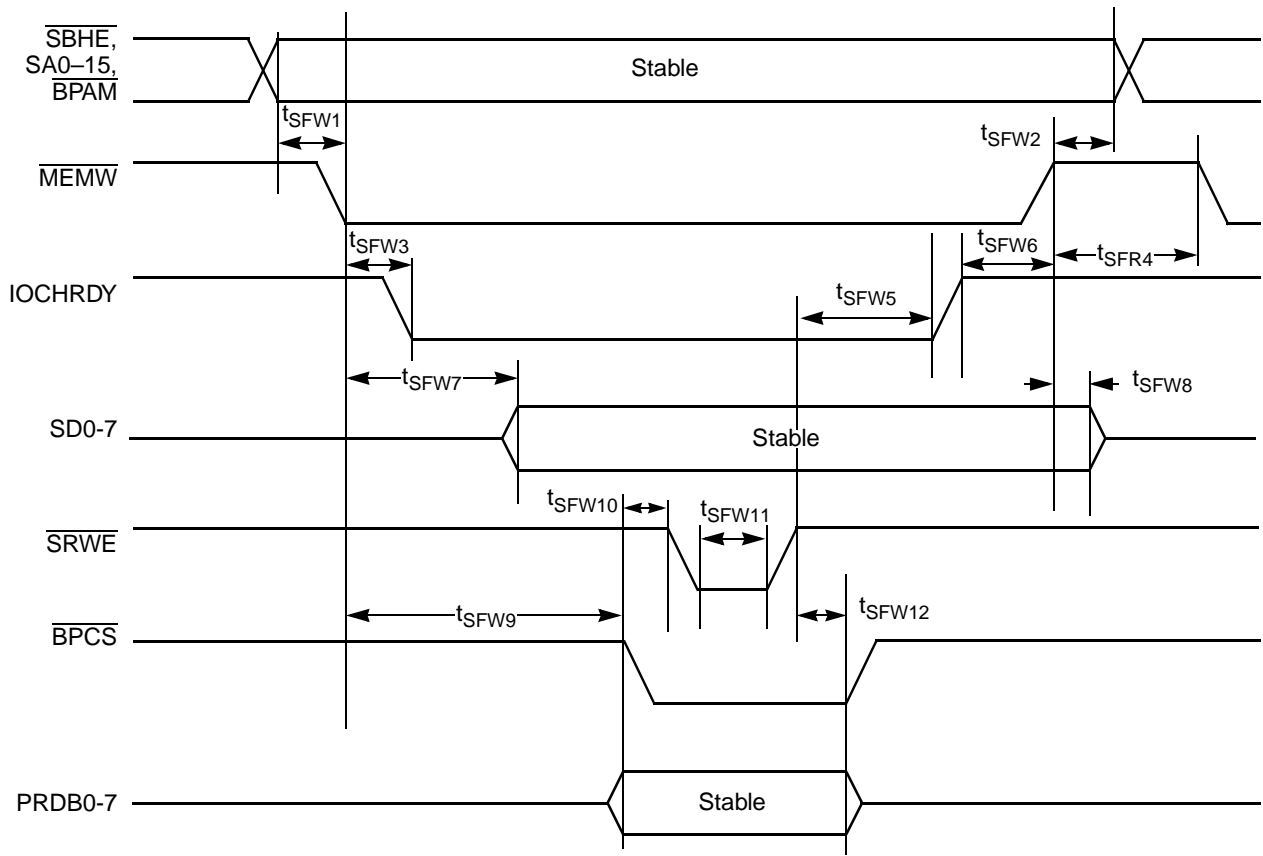 SBHE,
SA0–15,
BPAM
Stable
tSFW1
tSFW2
MEMW
tSFW3
tSFW6
tSFR4
IOCHRDY
tSFW5
tSFW7
tSFW8
SD0-7
Stable
tSFW10
tSFW11
SRWE
tSFW9
tSFW12
BPCS
PRDB0-7
Stable